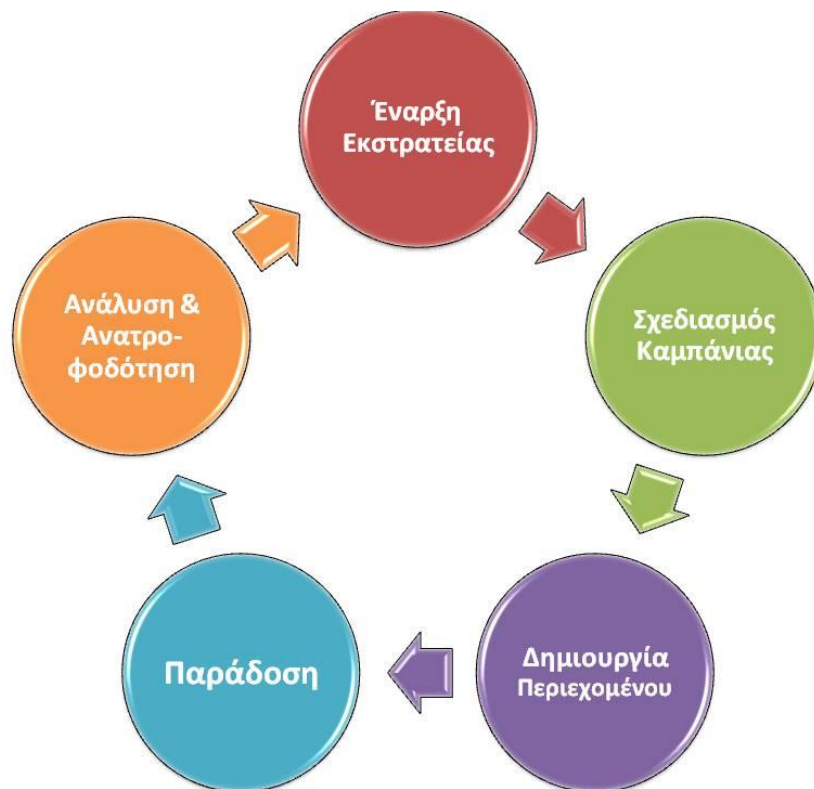 Έναρξη
Εκστρατείας
Σχεδιασμός
Καμπάνιας
Δημιουργία
Περιεχομένου
Παράδοση
Ανάλυση &
Ανατρο-
φοδότηση